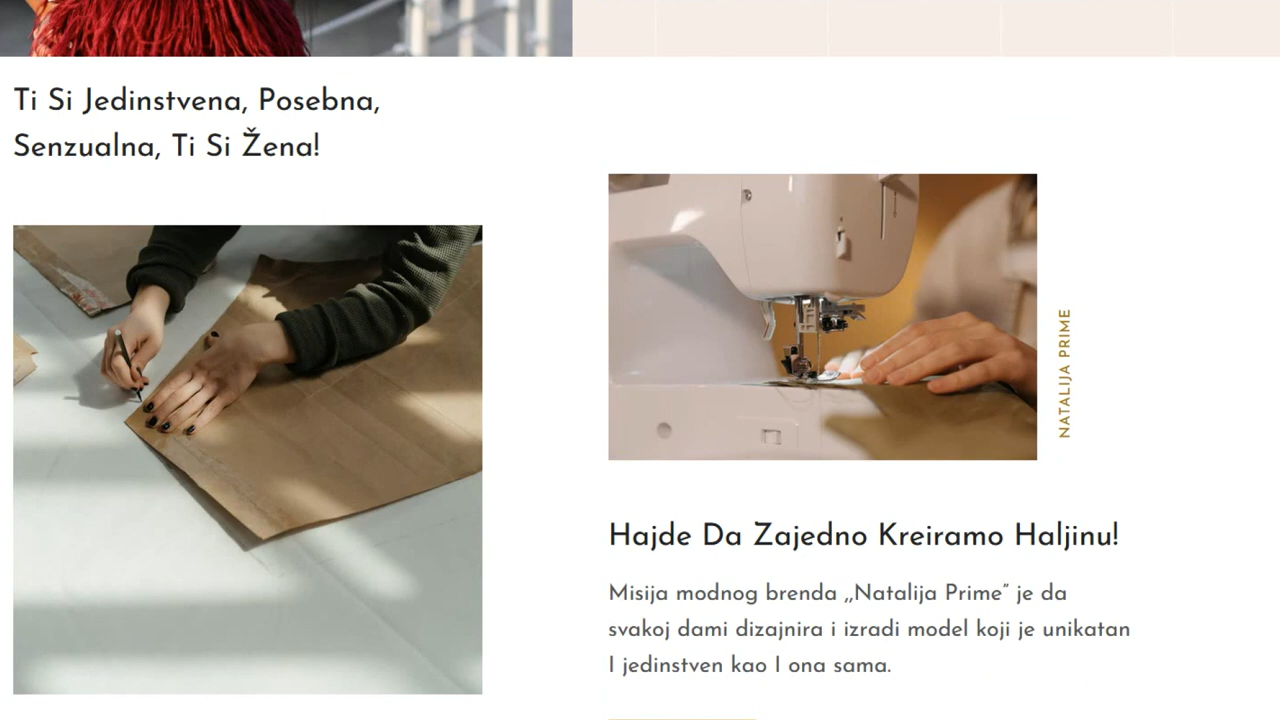 Ti Si Jedinstvena, Posebna,
Senzualna, Ti Si Žena!
NATALIJA PRIME
Hajde Da Zajedno Kreiramo Haljinu!
Misija modnog brenda ,,Natalija Prime” je da
svakoj dami dizajnira i izradi model koji je unikatan
I jedinstven kao I ona sama.